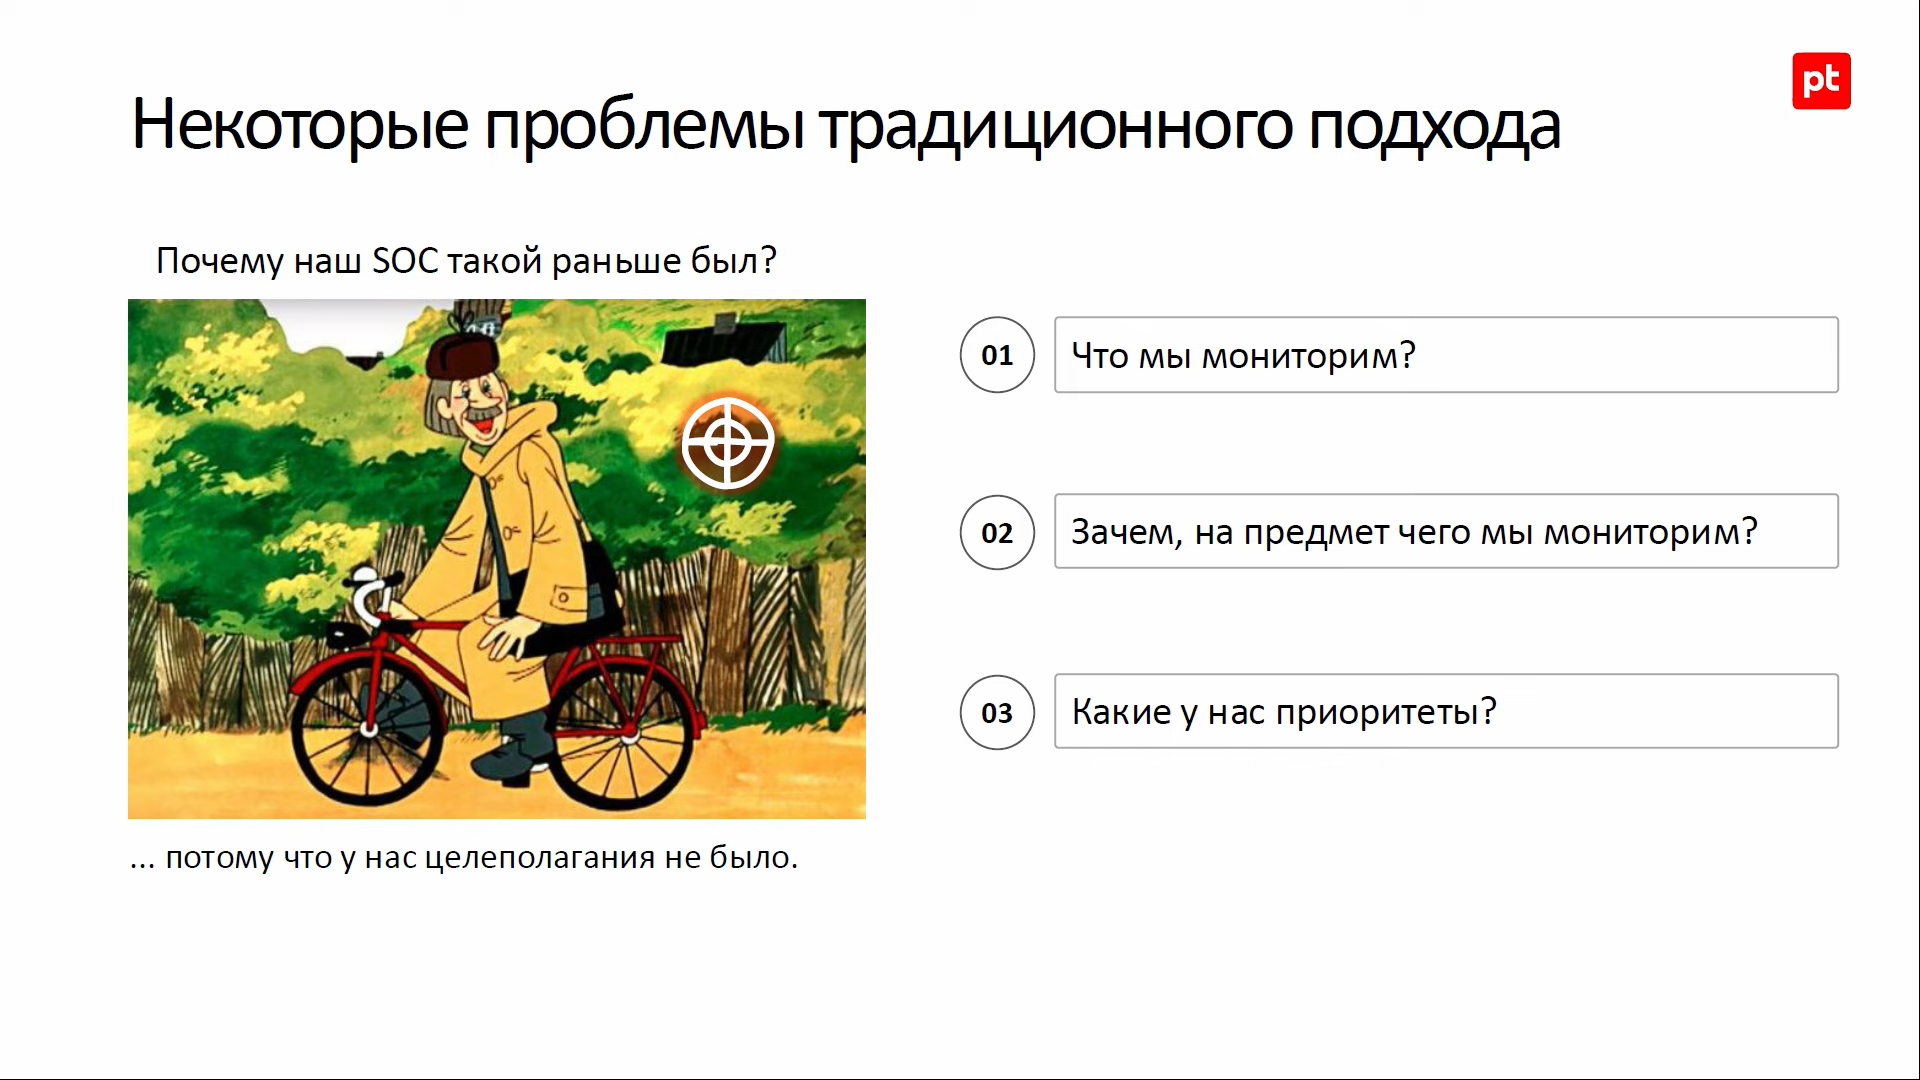 Некоторые проблемы традиционного подхода
pt
Почему наш SOC такой раньше был?
01
Что мы мониторим?
02
Зачем, на предмет чего мы мониторим?
03
Какие у нас приоритеты?
... потому что у нас целеполагания не было.